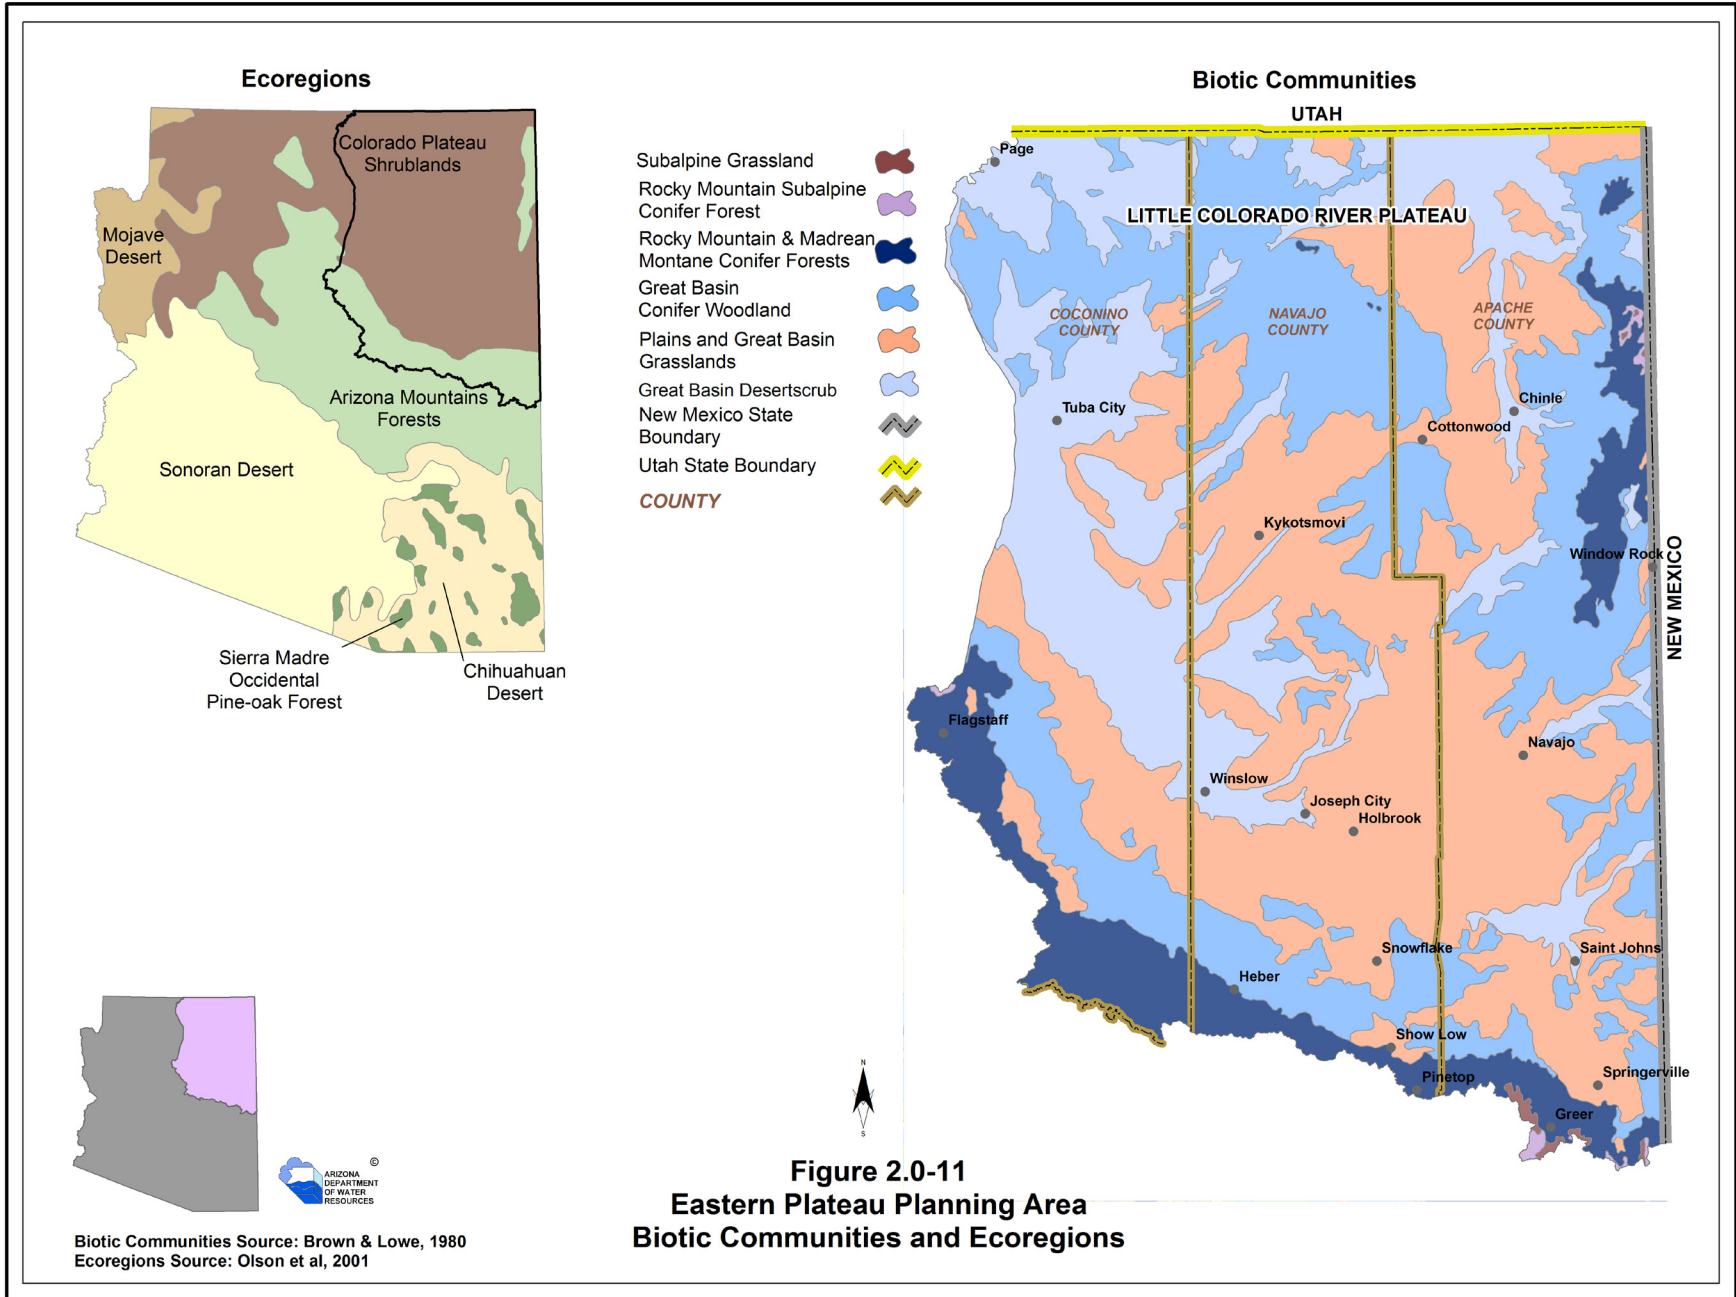 Ecoregions
Colorado Plateau
Shrublands
Mojave
Desert
Arizona Mountains
Forests
Sonoran Desert
Sierra Madre
Occidental
Pine-oak Forest
Chihuahuan
Desert
Subalpine Grassland
Rocky Mountain Subalpine
Conifer Forest
Rocky Mountain & Madrean
Montane Conifer Forests
Great Basin
Conifer Woodland
Plains and Great Basin
Grasslands
Great Basin Desertscrub
New Mexico State
Boundary
Utah State Boundary
COUNTY
Biotic Communities
UTAH
Page
LITTLE COLORADO RIVER PLATEAU
COCONINO
COUNTY
NAVAJO
COUNTY
APACHE
COUNTY
Chinle
Tuba City
Cottonwood
Kykotsmovi
Window Rock
NEW MEXICO
Flagstaff
Navajo
Winslow
Joseph City
Holbrook
Snowflake
Saint Johns
Heber
Show Low
Springerville
Pinetop
Greer
N
S
ARIZONA
DEPARTMENT
OF WATER
RESOURCES
©
Figure 2.0-11
Eastern Plateau Planning Area
Biotic Communities and Ecoregions
Biotic Communities Source: Brown & Lowe, 1980
Ecoregions Source: Olson et al, 2001